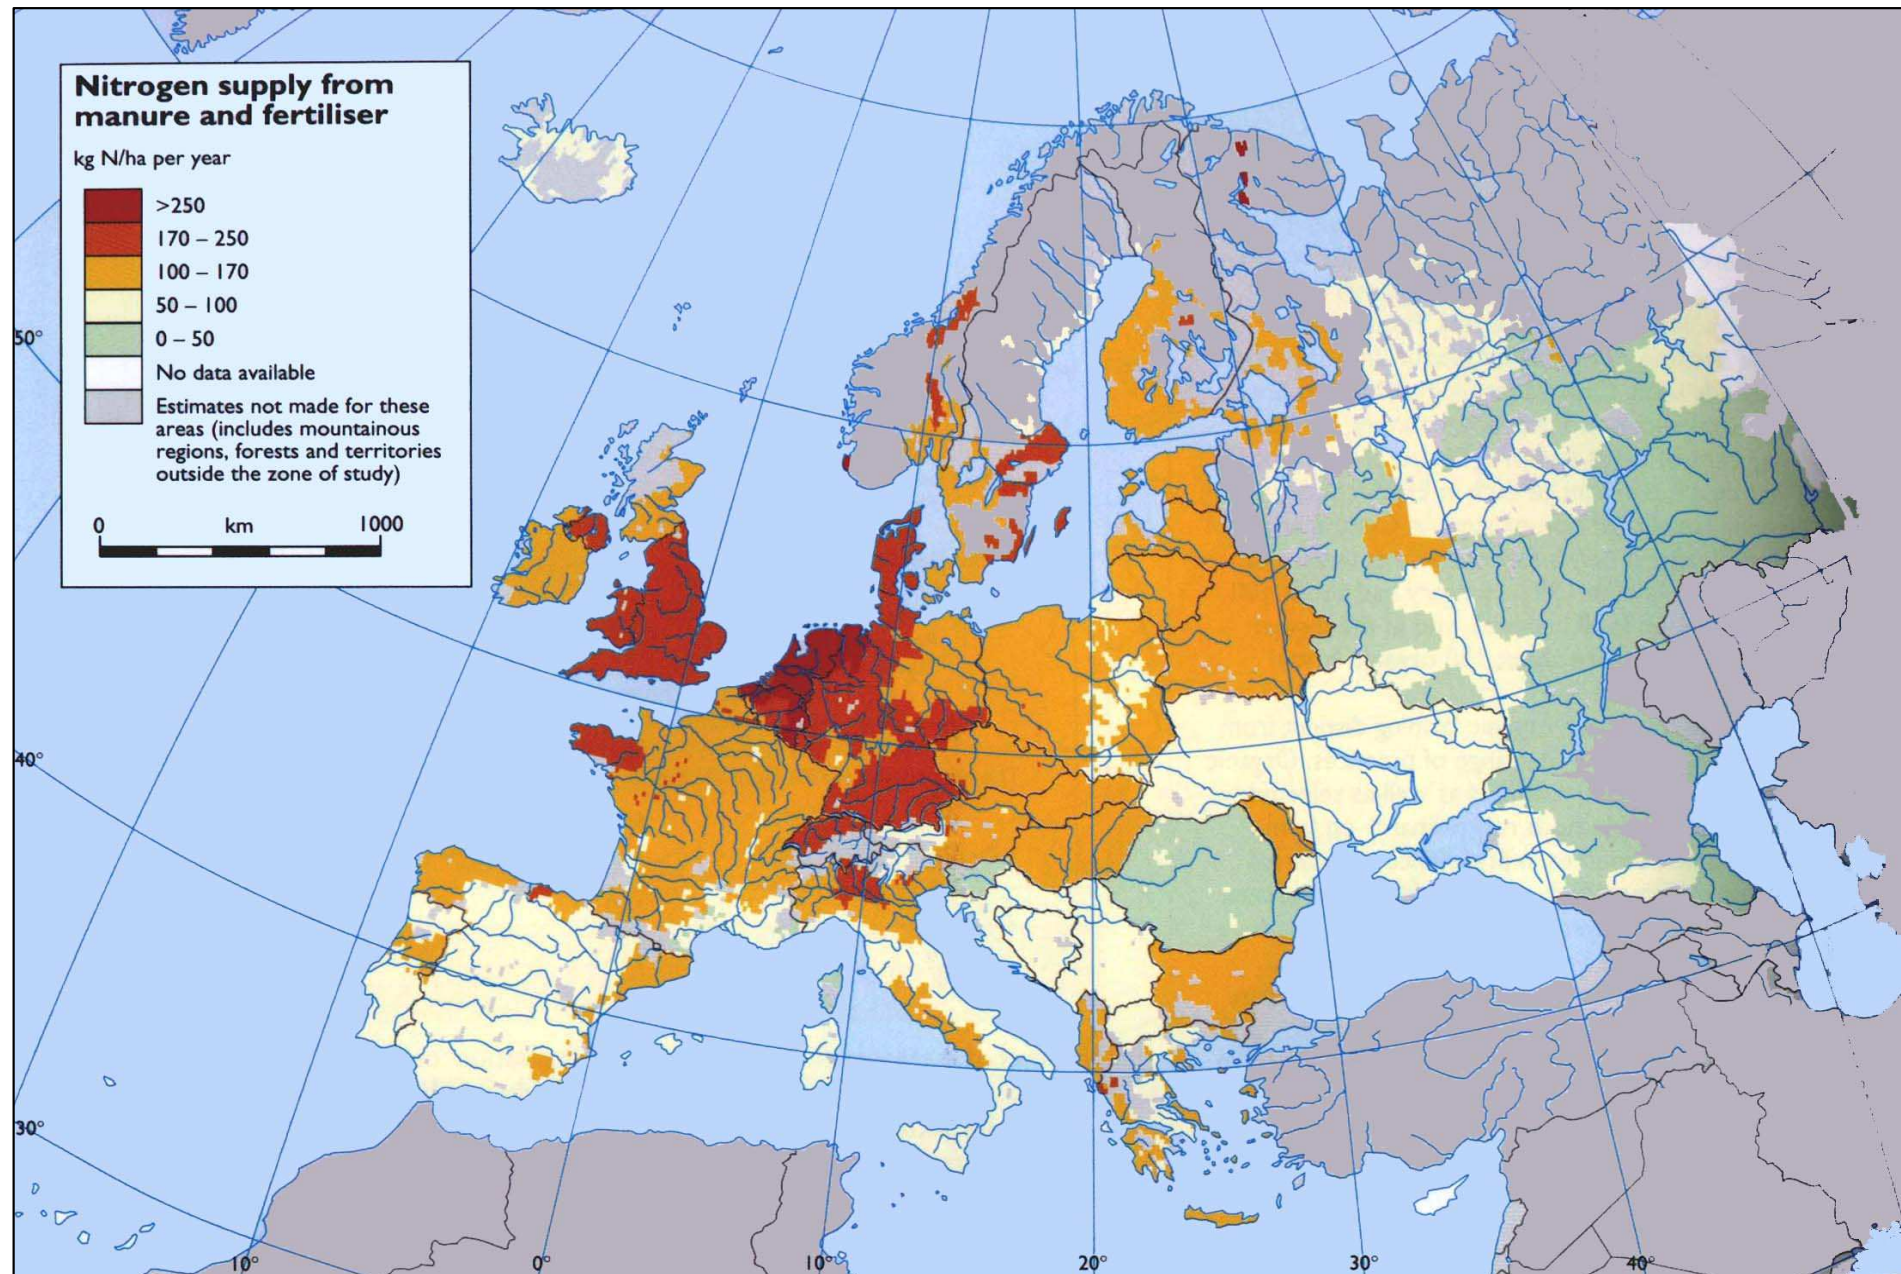 Nitrogen supply from
manure and fertiliser
kg N/ha per year
>250
170 – 250
100 – 170
50 – 100
0 – 50
No data available
Estimates not made for these
areas (includes mountainous
regions, forests and territories
outside the zone of study)
0 km 1000
50°
40°
30°
10° 0° 10° 20° 30° 40°